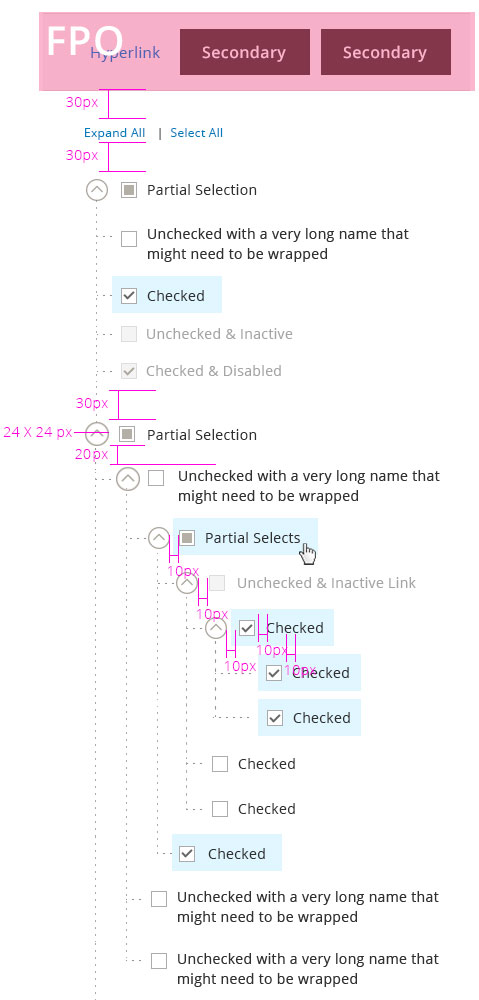 FPO
Hyperlink
Secondary
Secondary
30px
Expand All | Select All
30px
Partial Selection
Unchecked with a very long name that
might need to be wrapped
Checked
Unchecked & Inactive
Checked & Disabled
30px
24 X 24 px
Partial Selection
20px
Unchecked with a very long name that
might need to be wrapped
Partial Selects
10px
Unchecked & Inactive Link
10px
Checked
10px
10px
10px
Checked
Checked
Checked
Checked
Checked
Unchecked with a very long name that
might need to be wrapped
Unchecked with a very long name that
might need to be wrapped